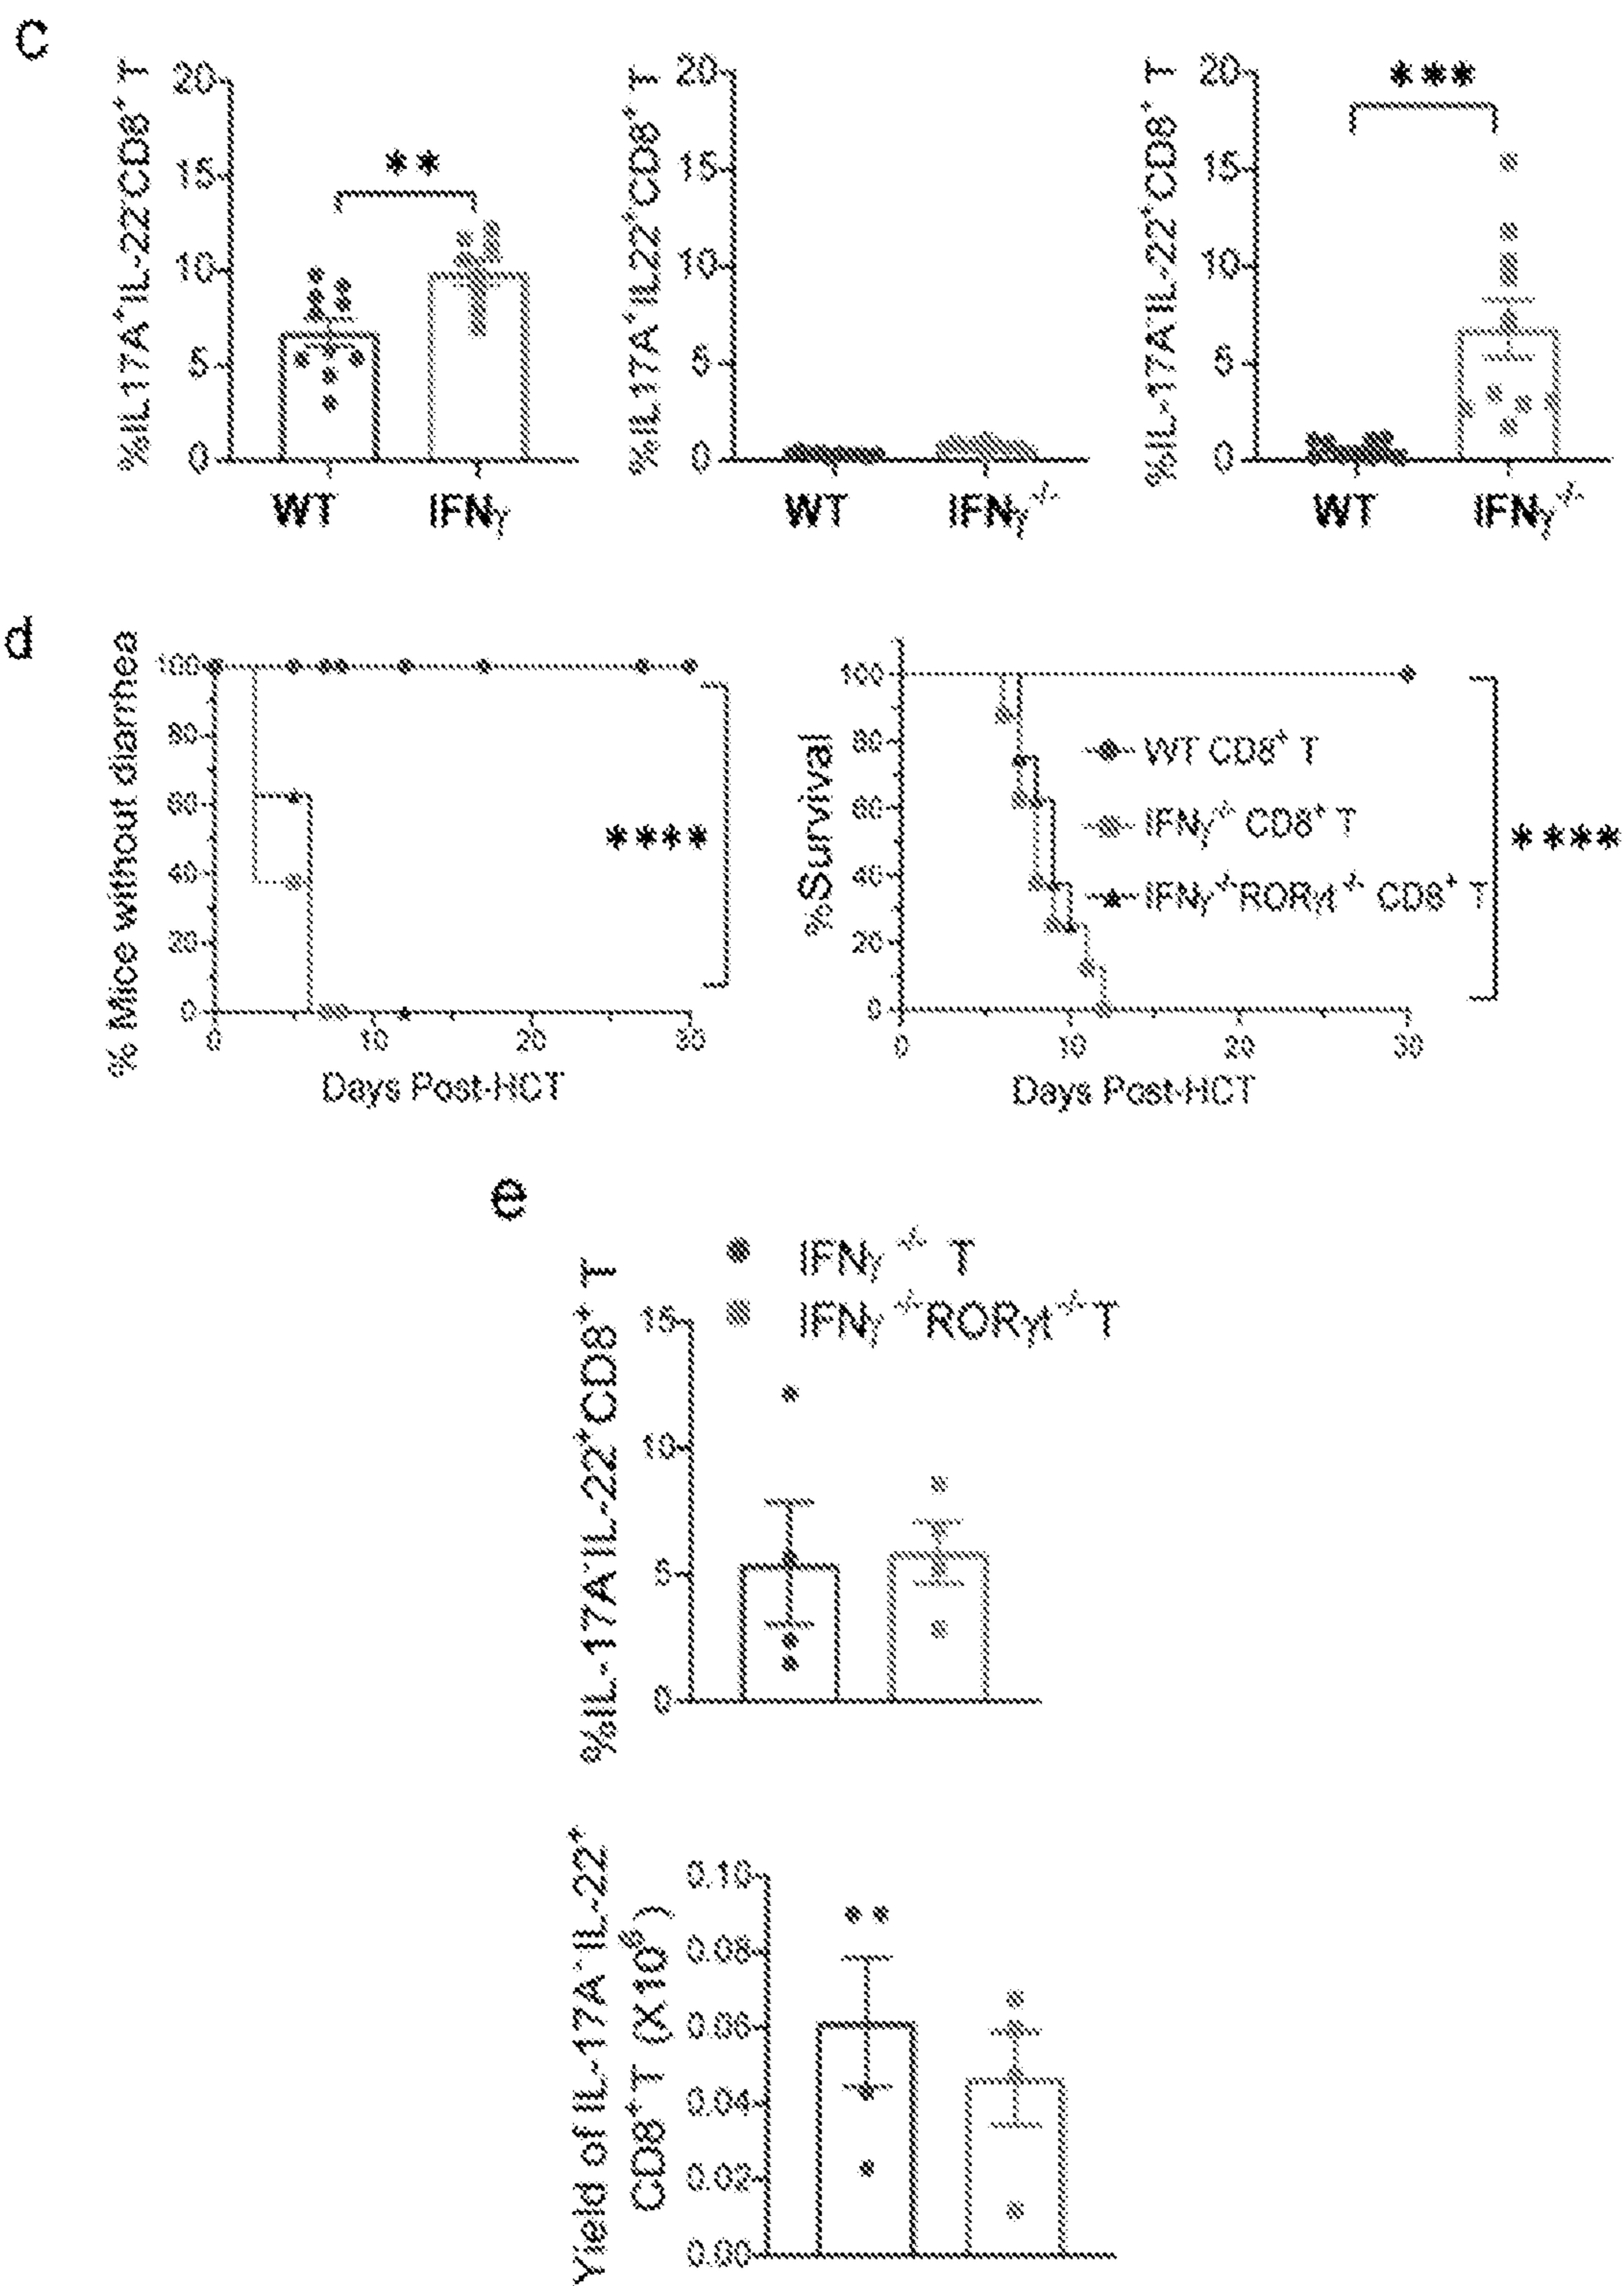 c
%IL17A⁺IL-22⁻CD8⁺ T
20
15
10
5
0
**
WT IFNγ
%IL17A⁺IL22⁺CD8⁺ T
20
15
10
5
0
WT IFNγ⁻/⁻
%IL-17A⁻IL-22⁺CD8⁺ T
20
15
10
5
0
***
WT IFNγ⁻/⁻
d
% Mice without diarrhea
100
80
60
40
20
0
0 10 20 30
Days Post-HCT
****
%Survival
100
80
60
40
20
0
0 10 20 30
Days Post-HCT
WT CD8⁺ T
IFNγ⁻/⁻ CD8⁺ T
IFNγ⁻/⁻RORγt⁻/⁻ CD8⁺ T
****
e
IFNγ⁻/⁻ T
IFNγ⁻/⁻RORγt⁻/⁻T
%IL-17A⁻IL-22⁺CD8⁺ T
15
10
5
0
Yield of IL-17A⁻IL-22⁺
CD8⁺T (X10⁶)
0.10
0.08
0.06
0.04
0.02
0.00